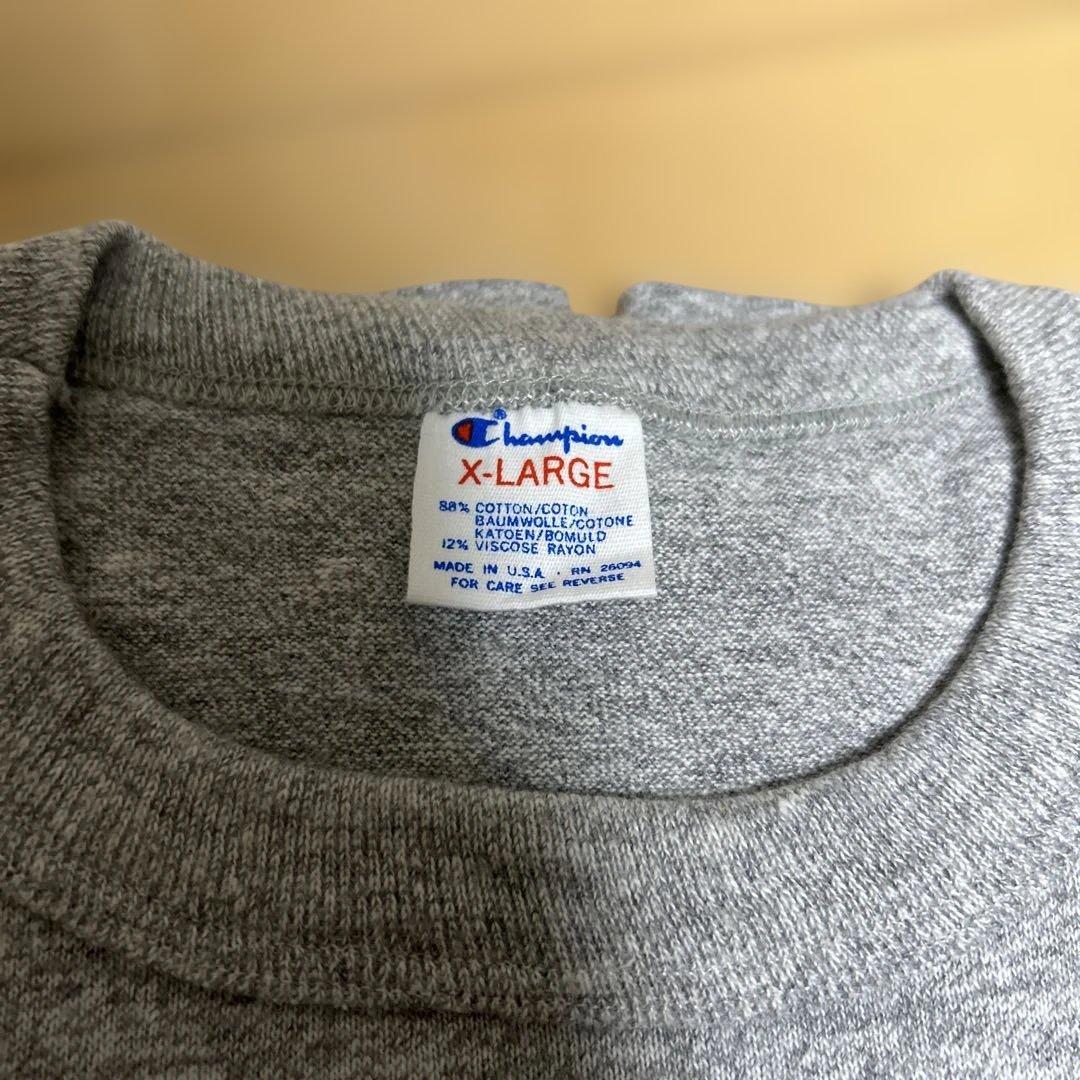 Champion®
X-LARGE
88% COTTON/COTON
BAUMWOLLE/COTONE
KATOEN/BOMULD
12% VISCOSE RAYON
MADE IN U.S.A. · RN 26094
FOR CARE SEE REVERSE